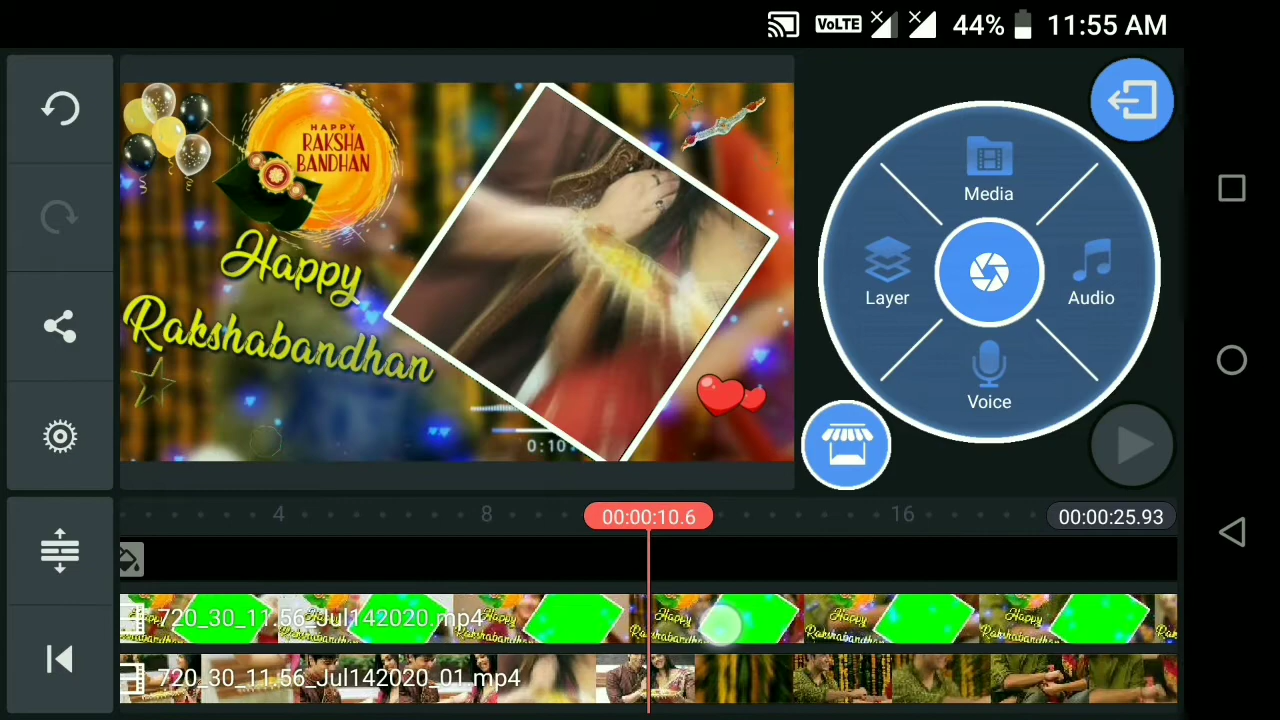 VoLTE 44% 11:55 AM
HAPPY
RAKSHA
BANDHAN
Happy
Rakshabandhan
0:10
Media
Layer
Audio
Voice
4 8 00:00:10.6 16 00:00:25.93
720_30_11.56_Jul142020.mp4
720_30_11.56_Jul142020_01.mp4